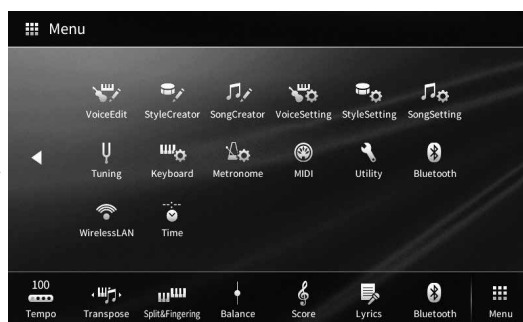 Menu
VoiceEdit StyleCreator SongCreator VoiceSetting StyleSetting SongSetting
Tuning Keyboard Metronome MIDI Utility Bluetooth
--:--
WirelessLAN Time
100
Tempo Transpose Split&Fingering Balance Score Lyrics Bluetooth Menu